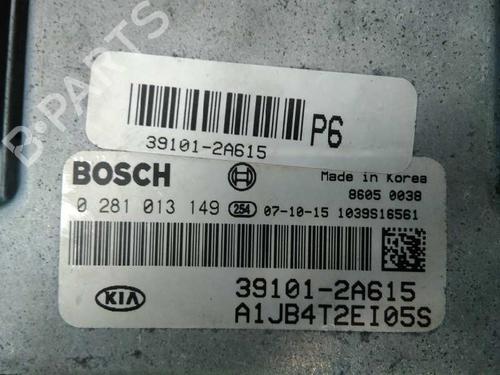 B-PARTS
39101-2A615 P6
BOSCH Made in Korea
8605 0038
0 281 013 149 254 07-10-15 1039S16561
KIA 39101-2A615
A1JB4T2EI05S